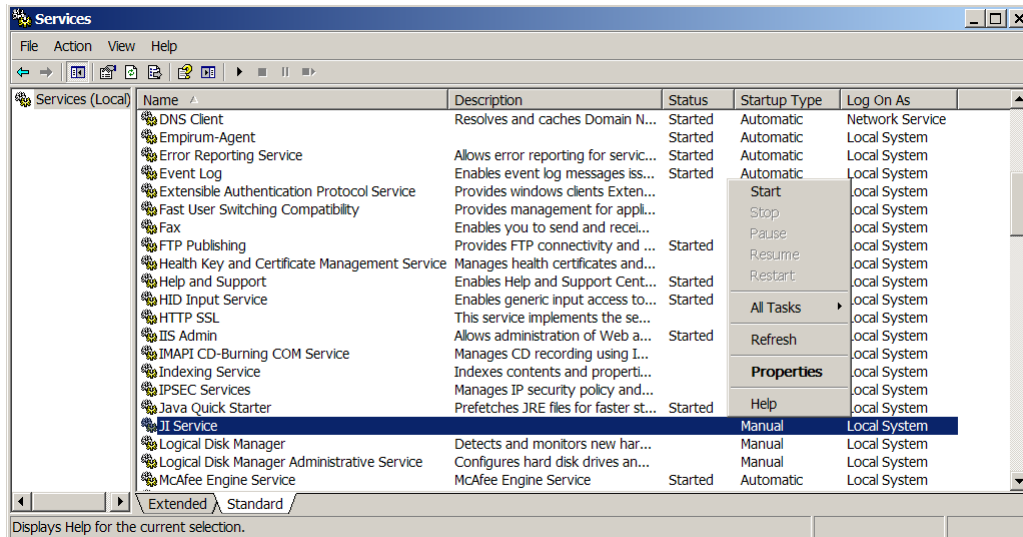 Services
File Action View Help
Services (Local)
Name Description Status Startup Type Log On As
DNS Client Resolves and caches Domain N... Started Automatic Network Service
Empirum-Agent Started Automatic Local System
Error Reporting Service Allows error reporting for servic... Started Automatic Local System
Event Log Enables event log messages iss... Started Automatic Local System
Extensible Authentication Protocol Service Provides windows clients Exten... Start Local System
Fast User Switching Compatibility Provides management for appli... Stop Local System
Fax Enables you to send and recei... Pause Local System
FTP Publishing Provides FTP connectivity and ... Started Resume Local System
Health Key and Certificate Management Service Manages health certificates and... Restart Local System
Help and Support Enables Help and Support Cent... Started Local System
HID Input Service Enables generic input access to... Started All Tasks Local System
HTTP SSL This service implements the se... Local System
IIS Admin Allows administration of Web a... Started Refresh Local System
IMAPI CD-Burning COM Service Manages CD recording using I... Local System
Indexing Service Indexes contents and properti... Properties Local System
IPSEC Services Manages IP security policy and... Local System
Java Quick Starter Prefetches JRE files for faster st... Started Help Local System
JI Service Manual Local System
Logical Disk Manager Detects and monitors new har... Manual Local System
Logical Disk Manager Administrative Service Configures hard disk drives an... Manual Local System
McAfee Engine Service McAfee Engine Service Started Automatic Local System
Extended Standard
Displays Help for the current selection.